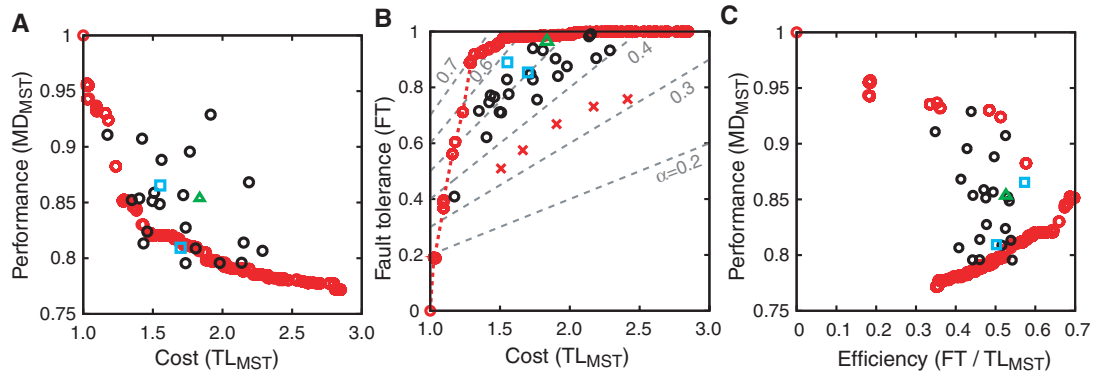 A
Performance (MD_MST)
1
0.95
0.9
0.85
0.8
0.75
1.0 1.5 2.0 2.5 3.0
Cost (TL_MST)
B
Fault tolerance (FT)
1
0.8
0.6
0.4
0.2
0
0.7
0.6
0.4
0.3
α=0.2
1.0 1.5 2.0 2.5 3.0
Cost (TL_MST)
C
Performance (MD_MST)
1
0.95
0.9
0.85
0.8
0.75
0 0.1 0.2 0.3 0.4 0.5 0.6 0.7
Efficiency (FT / TL_MST)